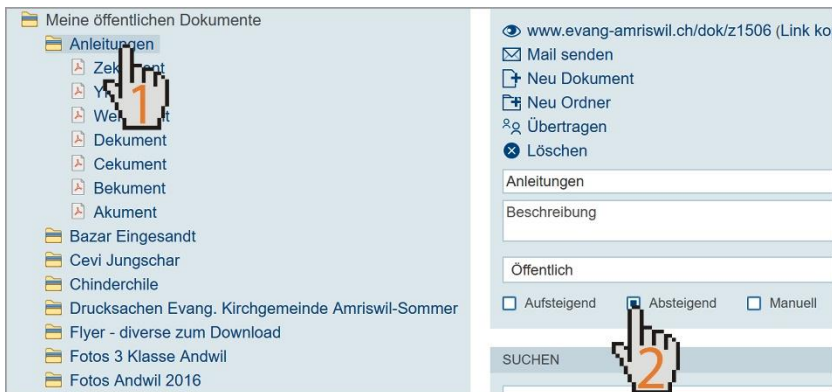 Meine öffentlichen Dokumente
Anleitungen
Dekument
Cekument
Bekument
Akument
Bazar Eingesandt
Cevi Jungschar
Chinderchile
Drucksachen Evang. Kirchgemeinde Amriswil-Sommer
Flyer - diverse zum Download
Fotos 3 Klasse Andwil
Fotos Andwil 2016
1
www.evang-amriswil.ch/dok/z1506 (Link ko
Mail senden
Neu Dokument
Neu Ordner
Übertragen
Löschen
Anleitungen
Beschreibung
Öffentlich
Aufsteigend Absteigend Manuell
2
SUCHEN